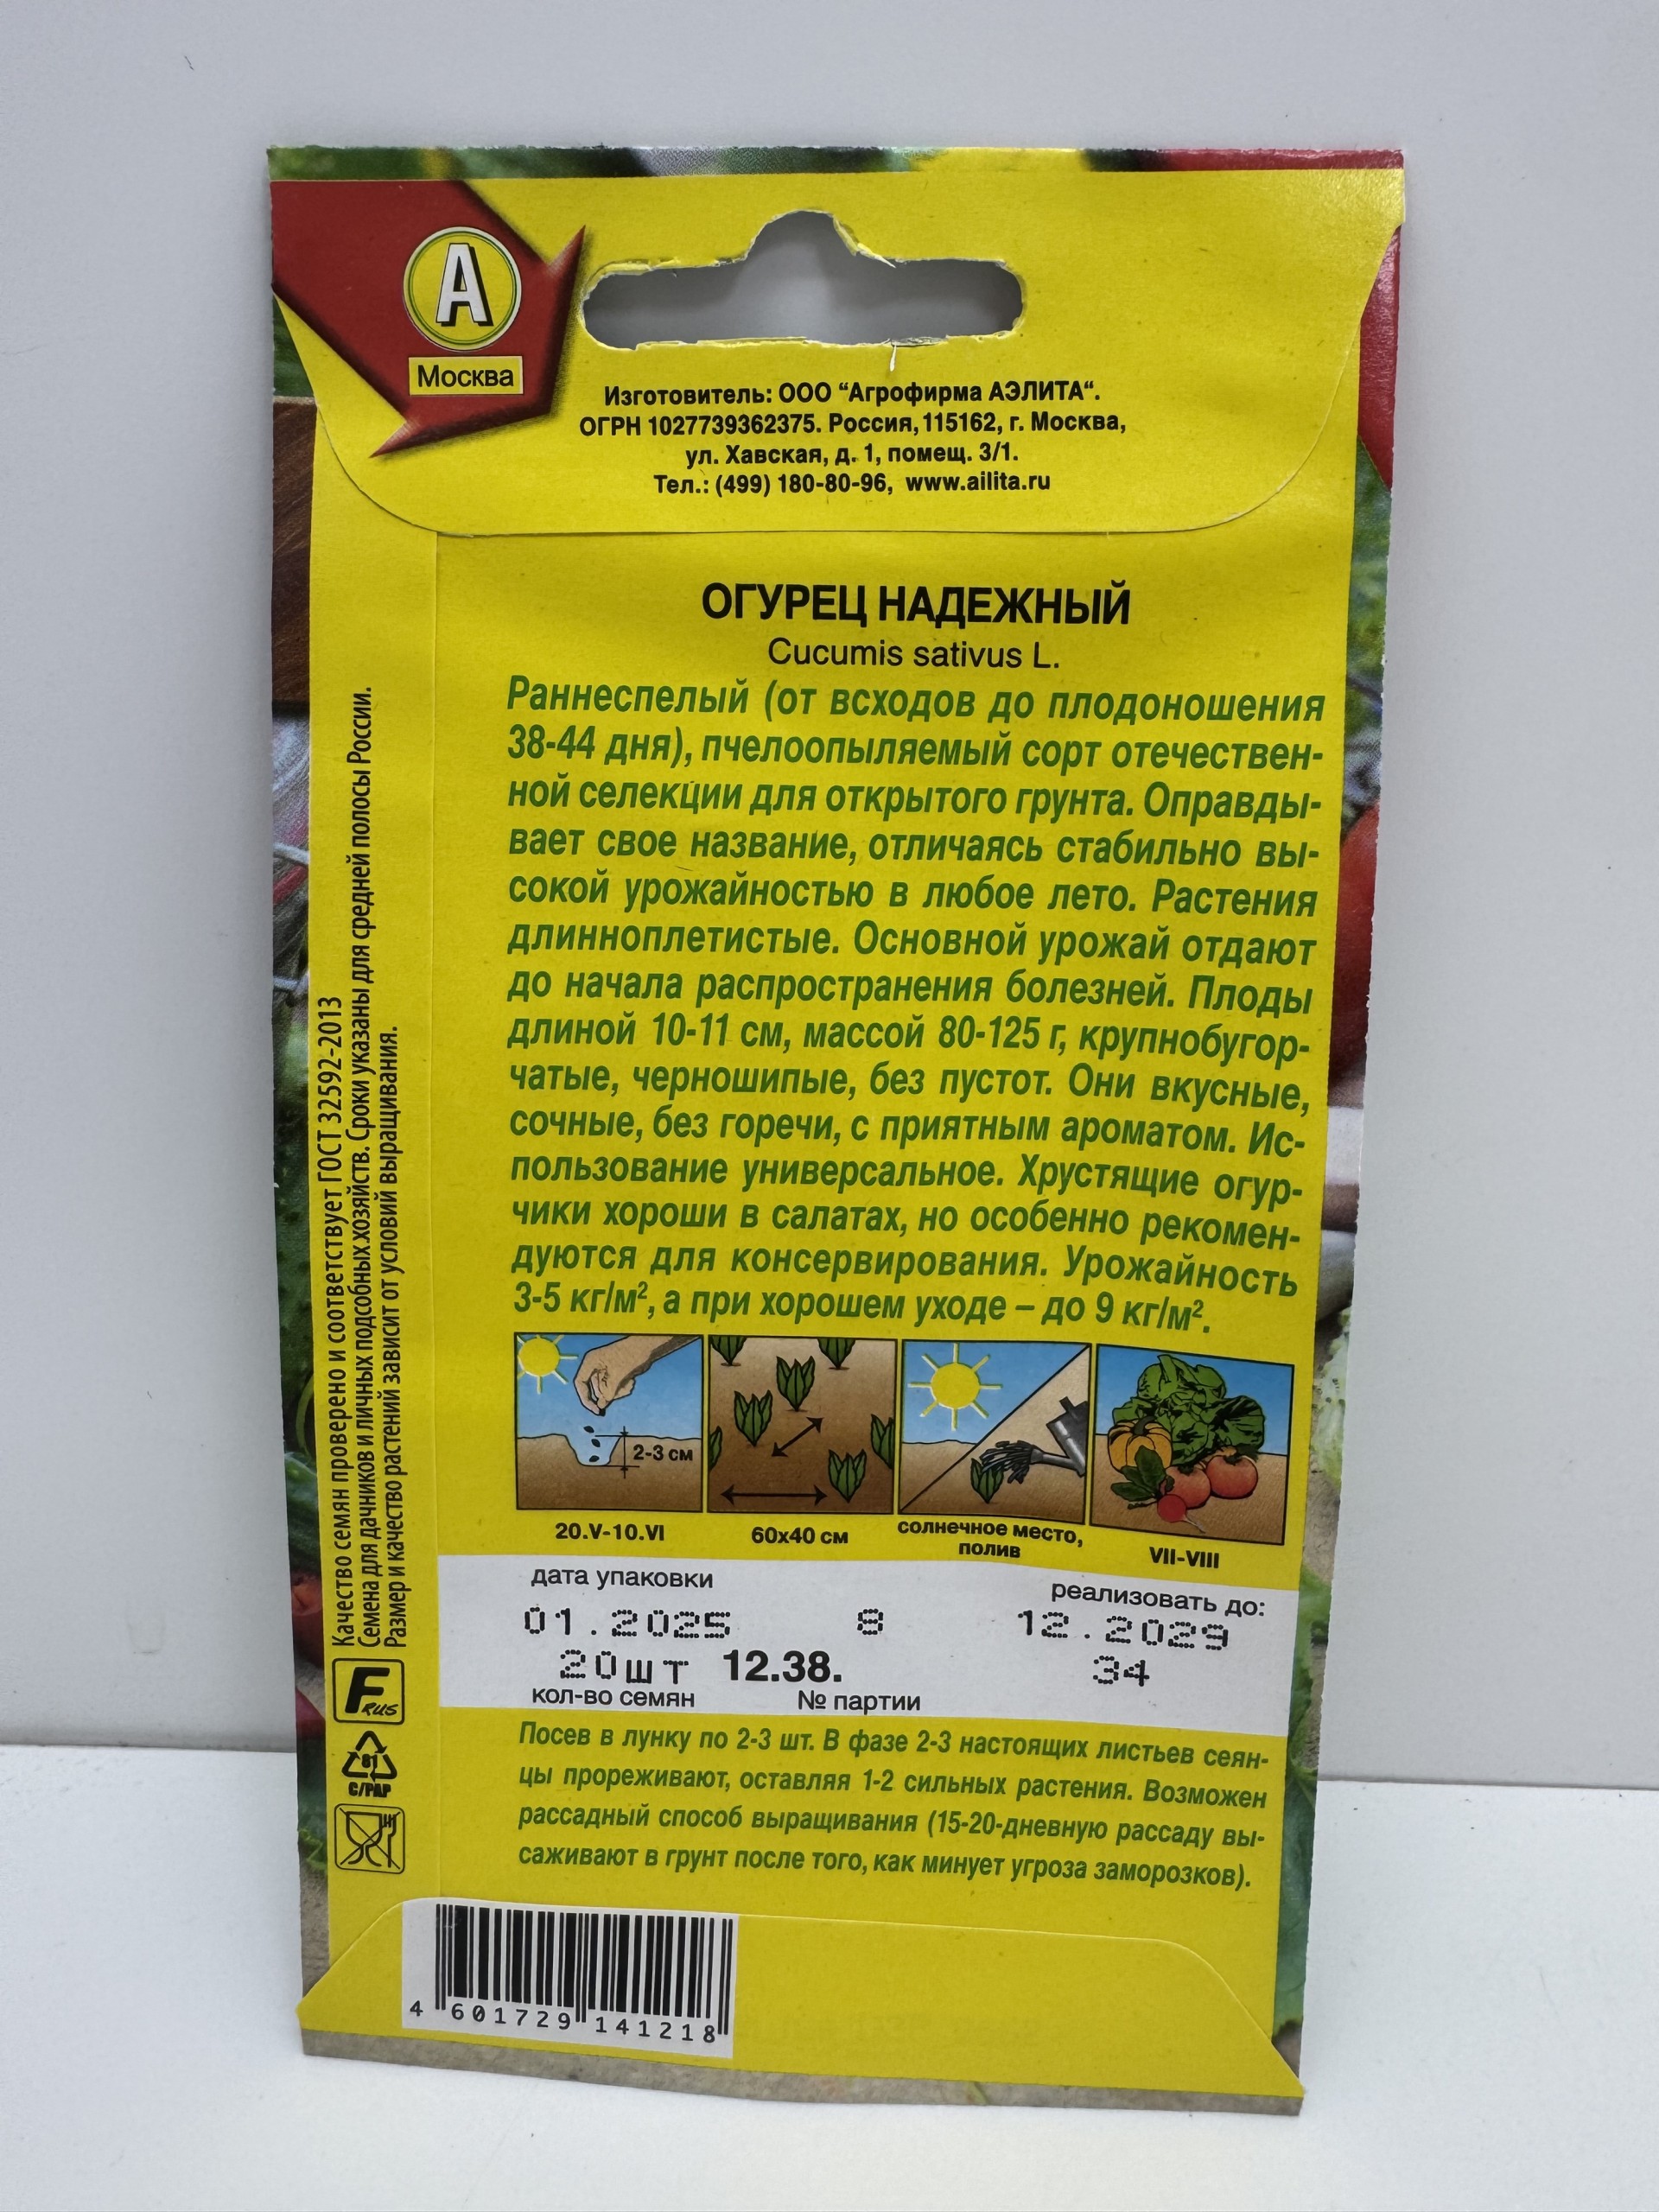 А
Москва
Изготовитель: ООО “Агрофирма АЭЛИТА“.
ОГРН 1027739362375. Россия, 115162, г. Москва,
ул. Хавская, д. 1, помещ. 3/1.
Тел.: (499) 180-80-96, www.ailita.ru
ОГУРЕЦ НАДЕЖНЫЙ
Cucumis sativus L.
Раннеспелый (от всходов до плодоношения
38-44 дня), пчелоопыляемый сорт отечествен-
ной селекции для открытого грунта. Оправды-
вает свое название, отличаясь стабильно вы-
сокой урожайностью в любое лето. Растения
длинноплетистые. Основной урожай отдают
до начала распространения болезней. Плоды
длиной 10-11 см, массой 80-125 г, крупнобугор-
чатые, черношипые, без пустот. Они вкусные,
сочные, без горечи, с приятным ароматом. Ис-
пользование универсальное. Хрустящие огур-
чики хороши в салатах, но особенно рекомен-
дуются для консервирования. Урожайность
3-5 кг/м², а при хорошем уходе – до 9 кг/м².
2-3 см
20.V-10.VI
60х40 см
солнечное место,
полив
VII-VIII
дата упаковки
реализовать до:
01.2025 8 12.2029
20шт 12.38. 34
кол-во семян № партии
Посев в лунку по 2-3 шт. В фазе 2-3 настоящих листьев сеян-
цы прореживают, оставляя 1-2 сильных растения. Возможен
рассадный способ выращивания (15-20-дневную рассаду вы-
саживают в грунт после того, как минует угроза заморозков).
Качество семян проверено и соответствует ГОСТ 32592-2013
Семена для дачников и личных подсобных хозяйств. Сроки указаны для средней полосы России.
Размер и качество растений зависит от условий выращивания.
F RUS
81
C/PAP
4 601729 141218